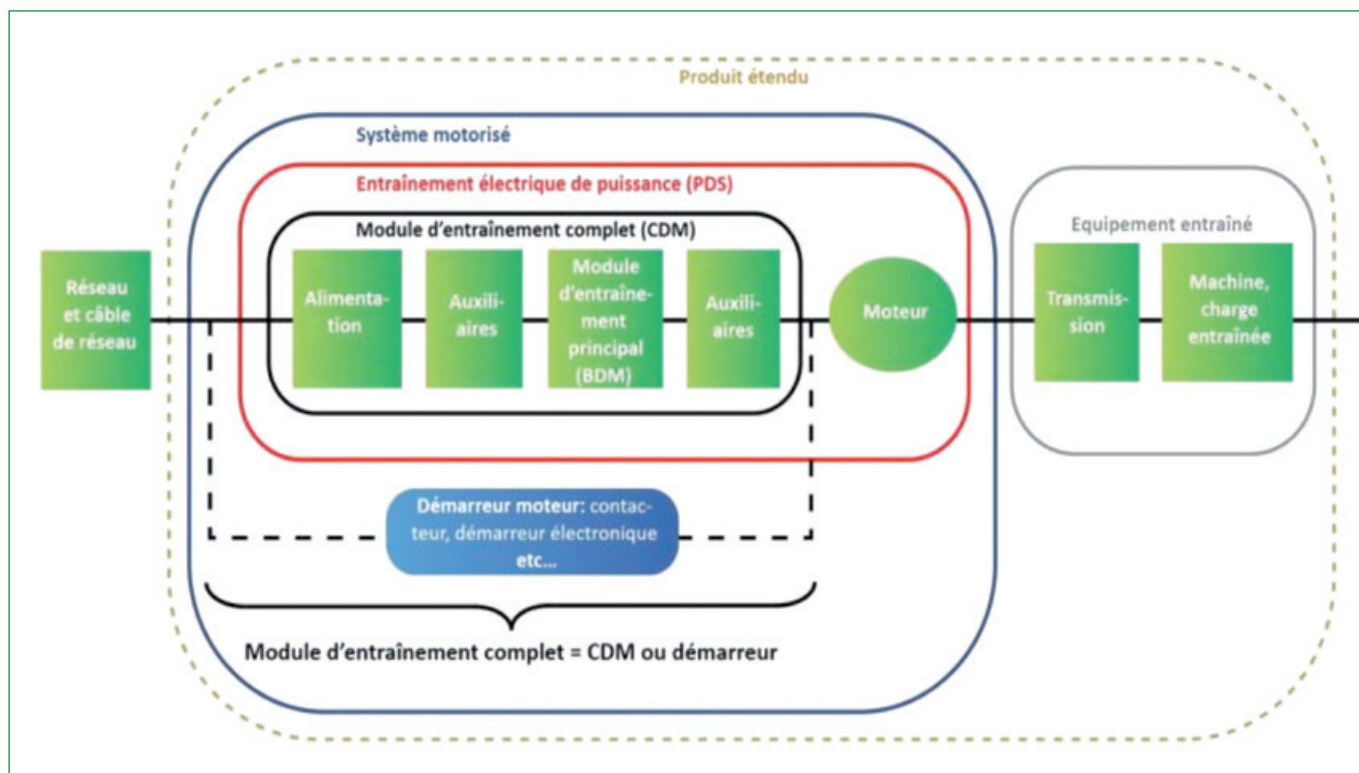 Produit étendu
Système motorisé
Entraînement électrique de puissance (PDS)
Module d'entraînement complet (CDM)
Equipement entraîné
Réseau
et câble
de réseau
Alimenta-
tion
Auxili-
aires
Module
d'entraîne-
ment
principal
(BDM)
Auxili-
aires
Moteur
Transmis-
sion
Machine,
charge
entraînée
Démarreur moteur: contac-
teur, démarreur électronique
etc...
Module d'entraînement complet = CDM ou démarreur